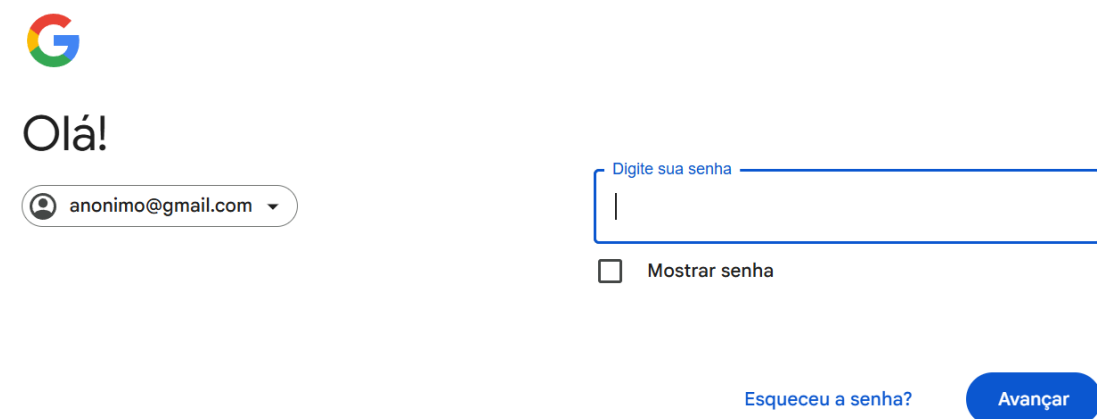 Olá!
anonimo@gmail.com
Digite sua senha
Mostrar senha
Esqueceu a senha?
Avançar